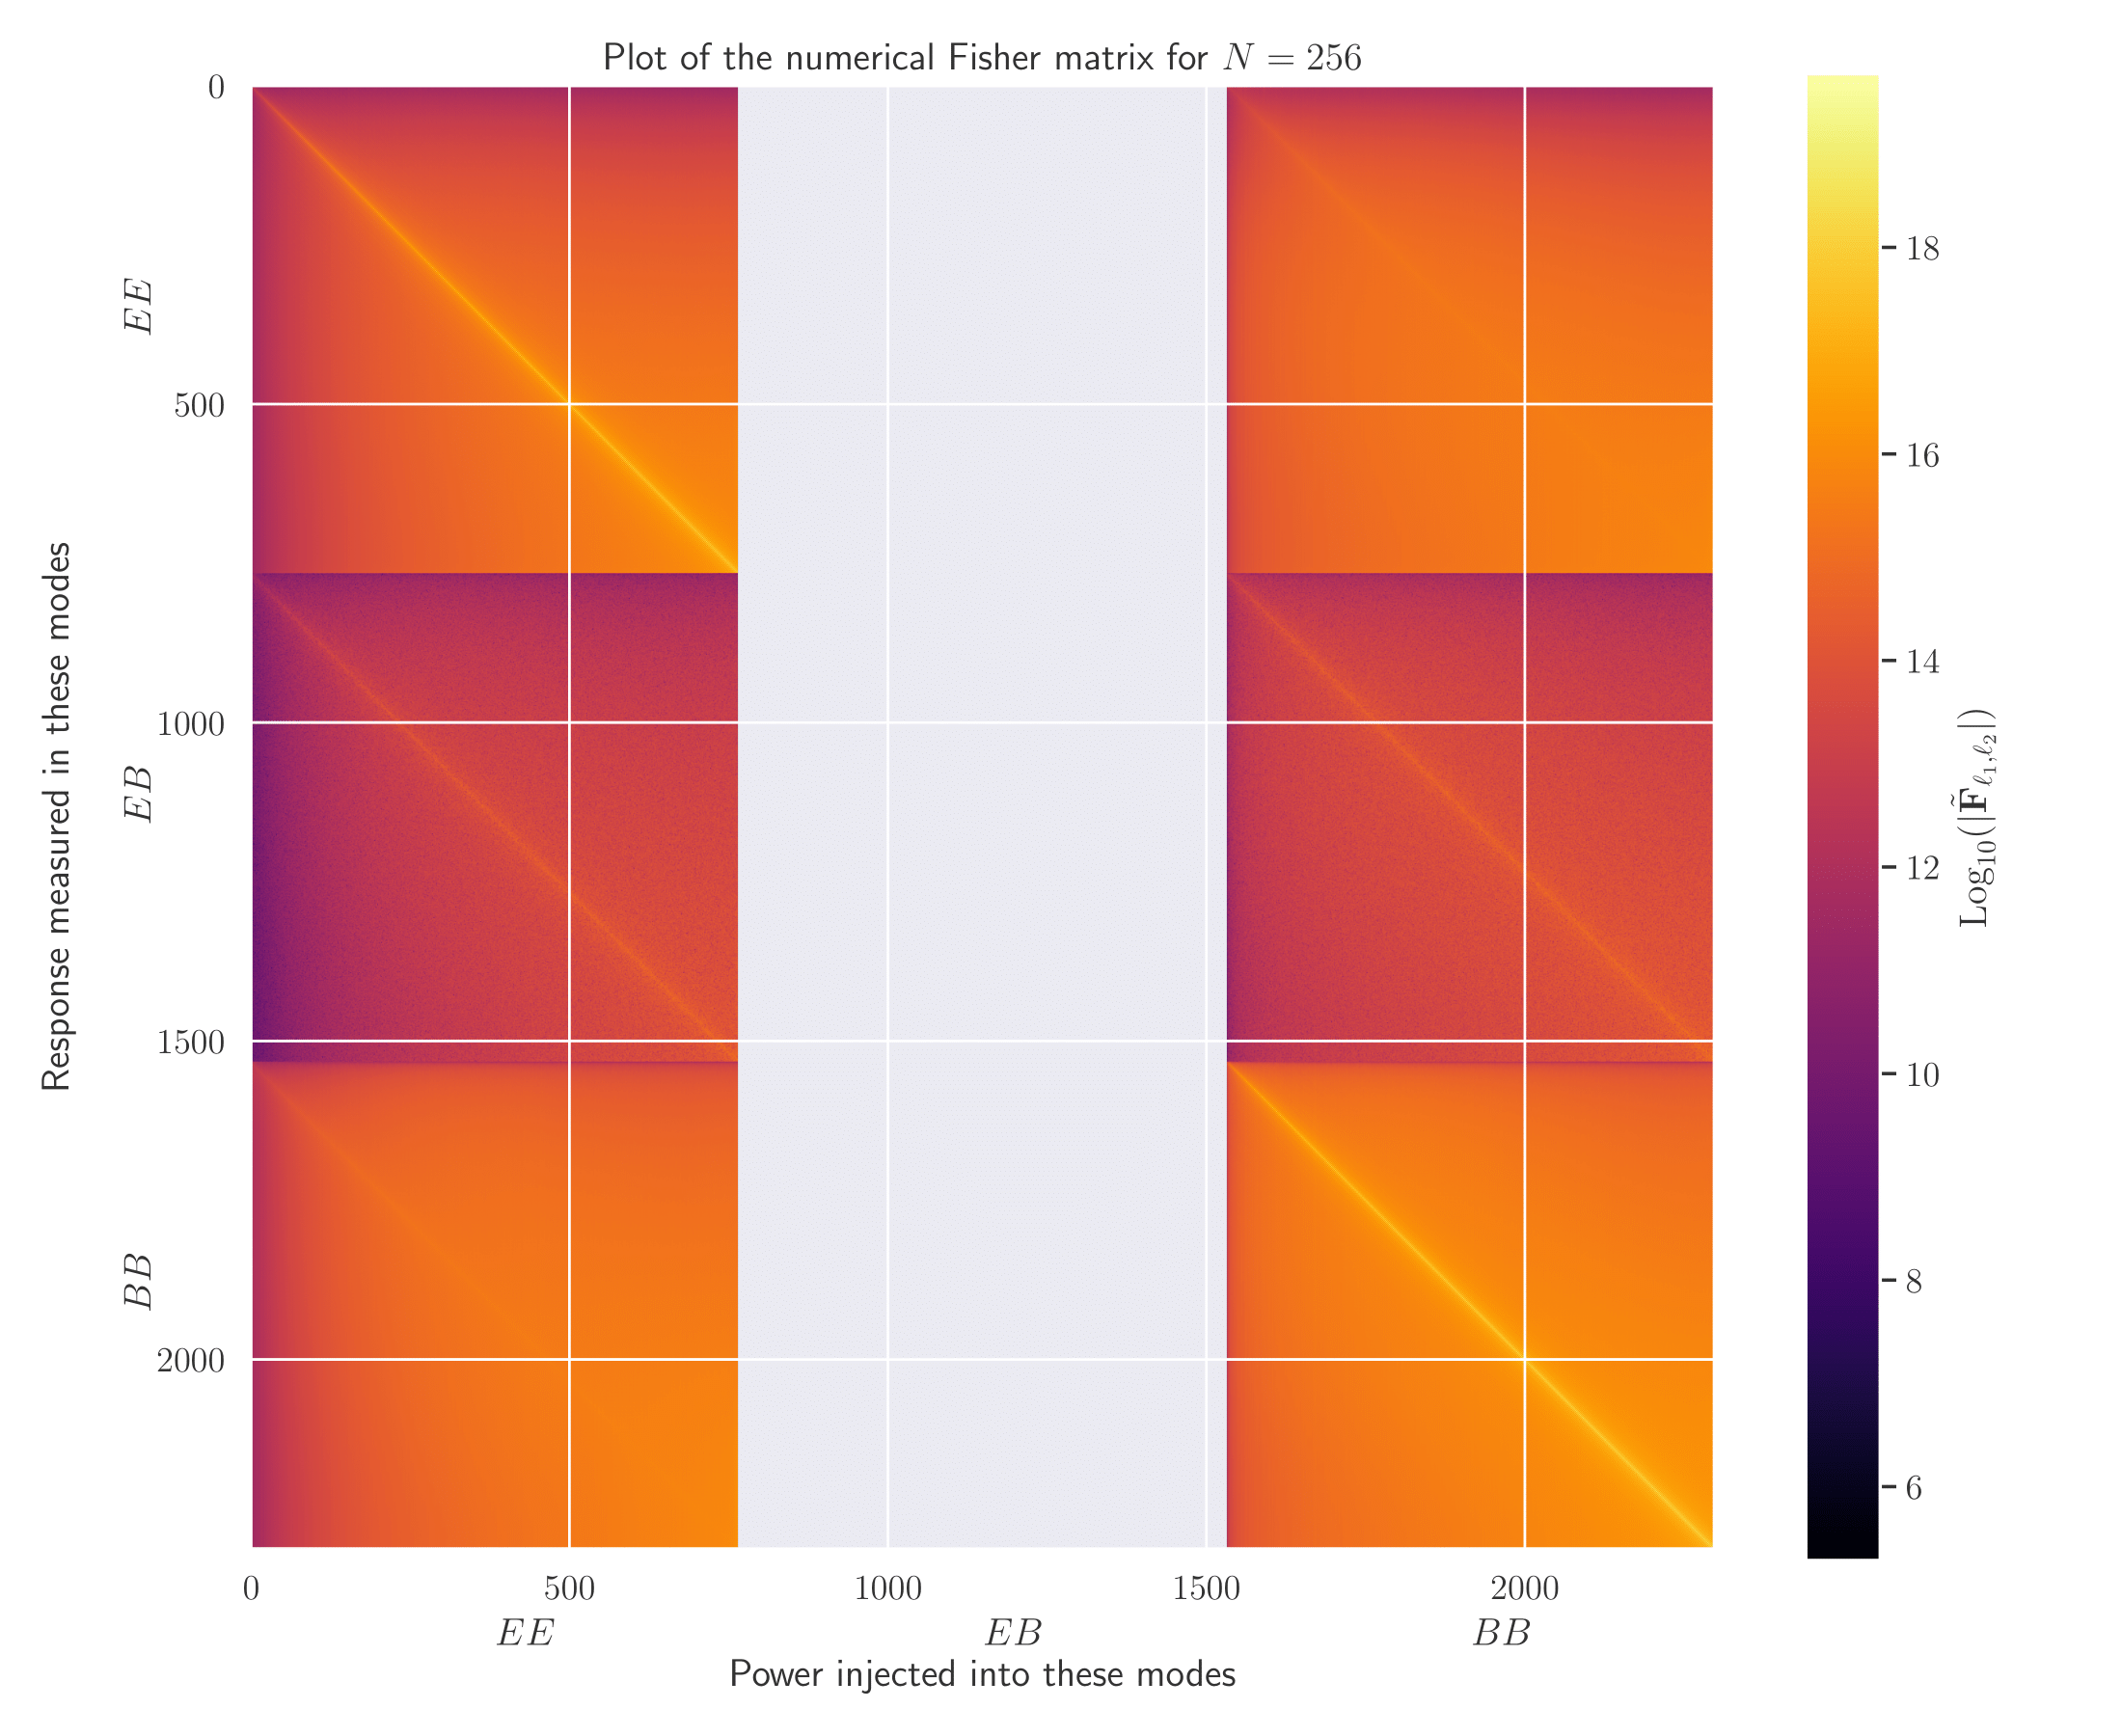 Plot of the numerical Fisher matrix for N = 256
0
500
1000
1500
2000
EE
EB
BB
Response measured in these modes
0 500 1000 1500 2000
EE EB BB
Power injected into these modes
18
16
14
12
10
8
6
Log₁₀(|F̃_{ℓ₁,ℓ₂}|)